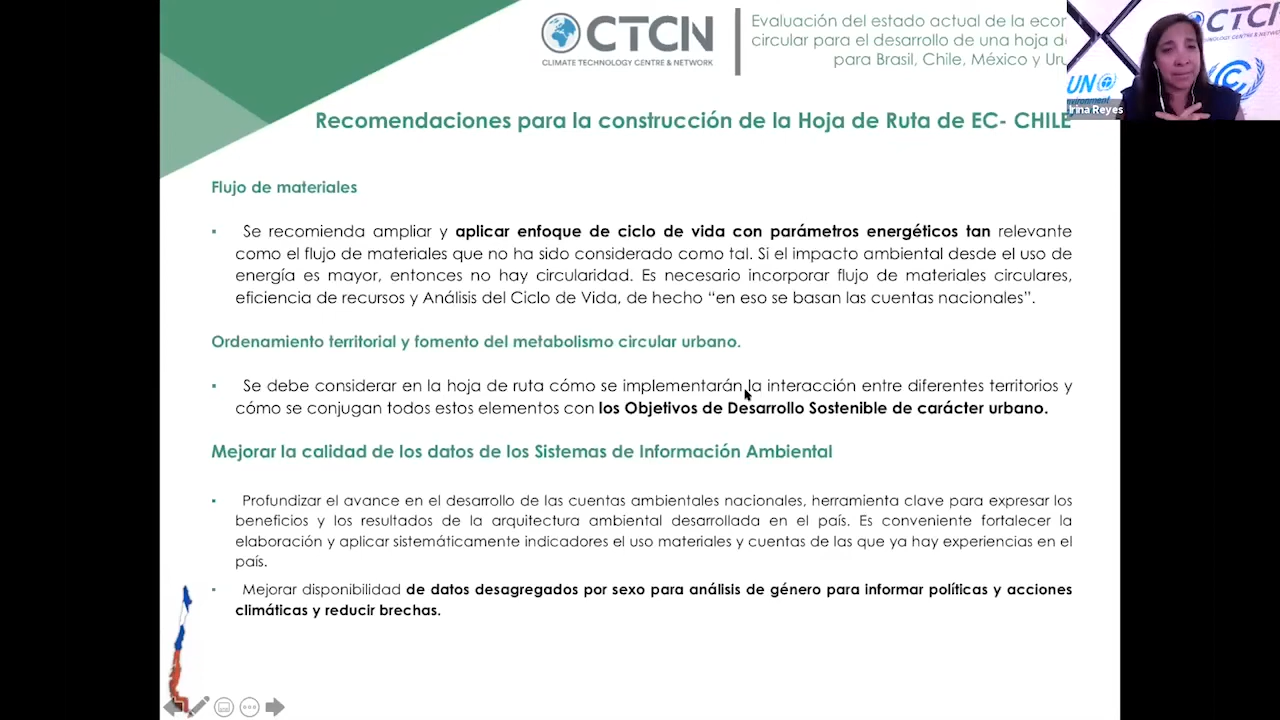 CTCN
CLIMATE TECHNOLOGY CENTRE & NETWORK
Evaluación del estado actual de la
circular para el desarrollo de una hoja
para Brasil, Chile, México y
CTCN
TECHNOLOGY CENTRE & NETWORK
UN
environment
Irina Reyes
Recomendaciones para la construcción de la Hoja de Ruta de EC- CHILE
Flujo de materiales
▪ Se recomienda ampliar y aplicar enfoque de ciclo de vida con parámetros energéticos tan relevante
como el flujo de materiales que no ha sido considerado como tal. Si el impacto ambiental desde el uso de
energía es mayor, entonces no hay circularidad. Es necesario incorporar flujo de materiales circulares,
eficiencia de recursos y Análisis del Ciclo de Vida, de hecho “en eso se basan las cuentas nacionales”.
Ordenamiento territorial y fomento del metabolismo circular urbano.
▪ Se debe considerar en la hoja de ruta cómo se implementarán la interacción entre diferentes territorios y
cómo se conjugan todos estos elementos con los Objetivos de Desarrollo Sostenible de carácter urbano.
Mejorar la calidad de los datos de los Sistemas de Información Ambiental
▪ Profundizar el avance en el desarrollo de las cuentas ambientales nacionales, herramienta clave para expresar los
beneficios y los resultados de la arquitectura ambiental desarrollada en el país. Es conveniente fortalecer la
elaboración y aplicar sistemáticamente indicadores el uso materiales y cuentas de las que ya hay experiencias en el
país.
▪ Mejorar disponibilidad de datos desagregados por sexo para análisis de género para informar políticas y acciones
climáticas y reducir brechas.